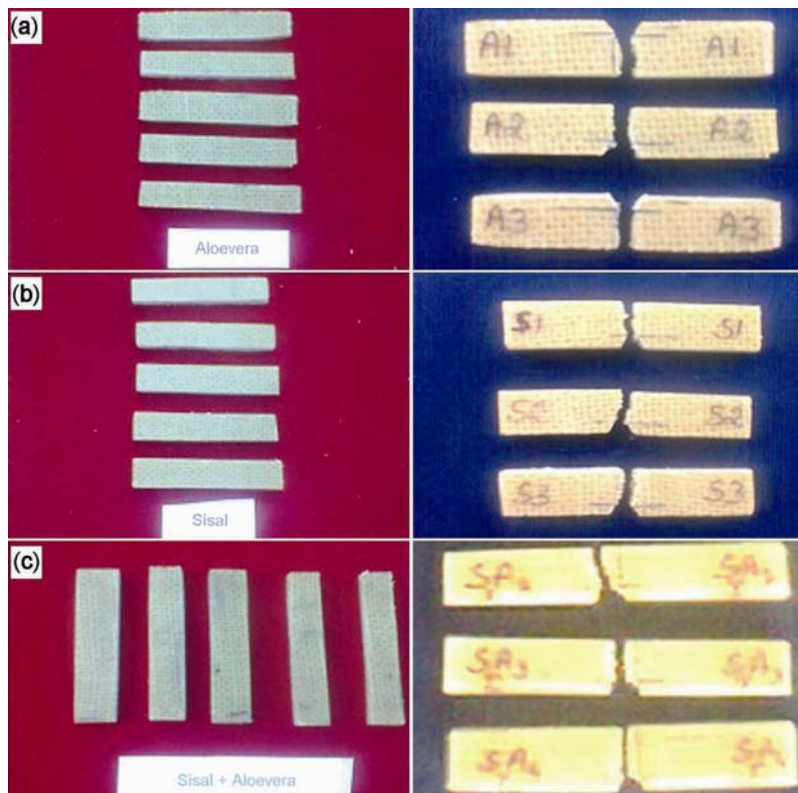 (a)
Aloevera
A1 A1
A2 A2
A3 A3
(b)
Sisal
S1 S1
S2 S2
S3 S3
(c)
Sisal + Aloevera